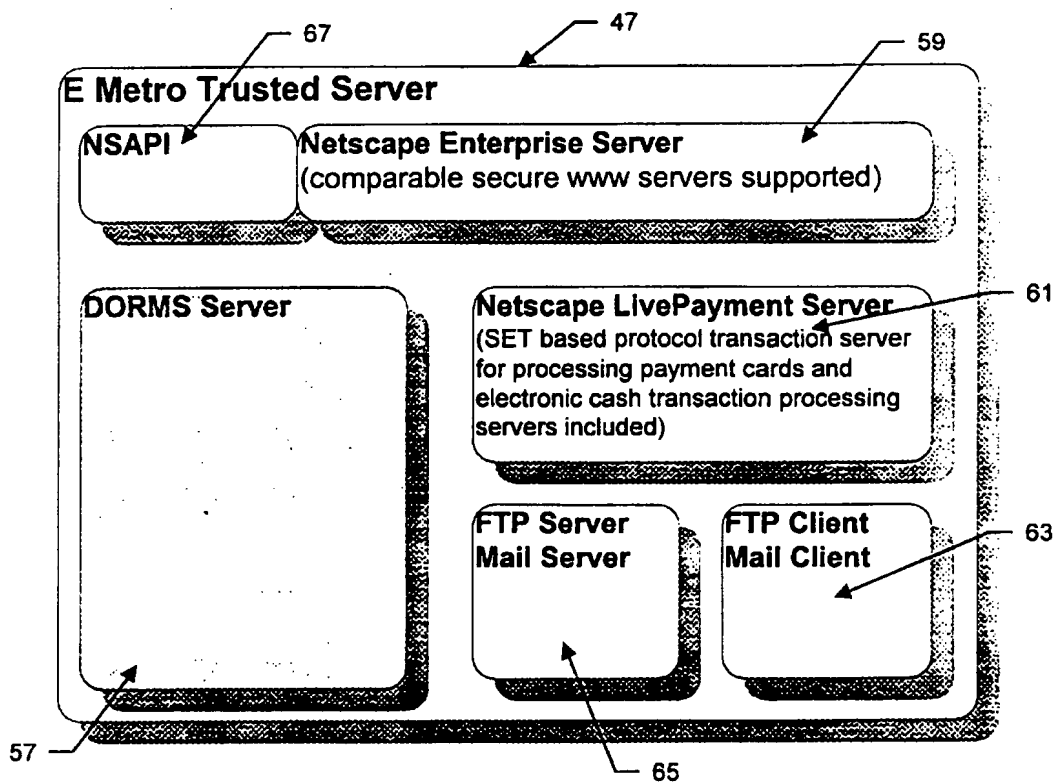 67
47
59
E Metro Trusted Server
NSAPI
Netscape Enterprise Server
(comparable secure www servers supported)
DORMS Server
Netscape LivePayment Server
(SET based protocol transaction server
for processing payment cards and
electronic cash transaction processing
servers included)
61
FTP Server
Mail Server
FTP Client
Mail Client
63
57
65